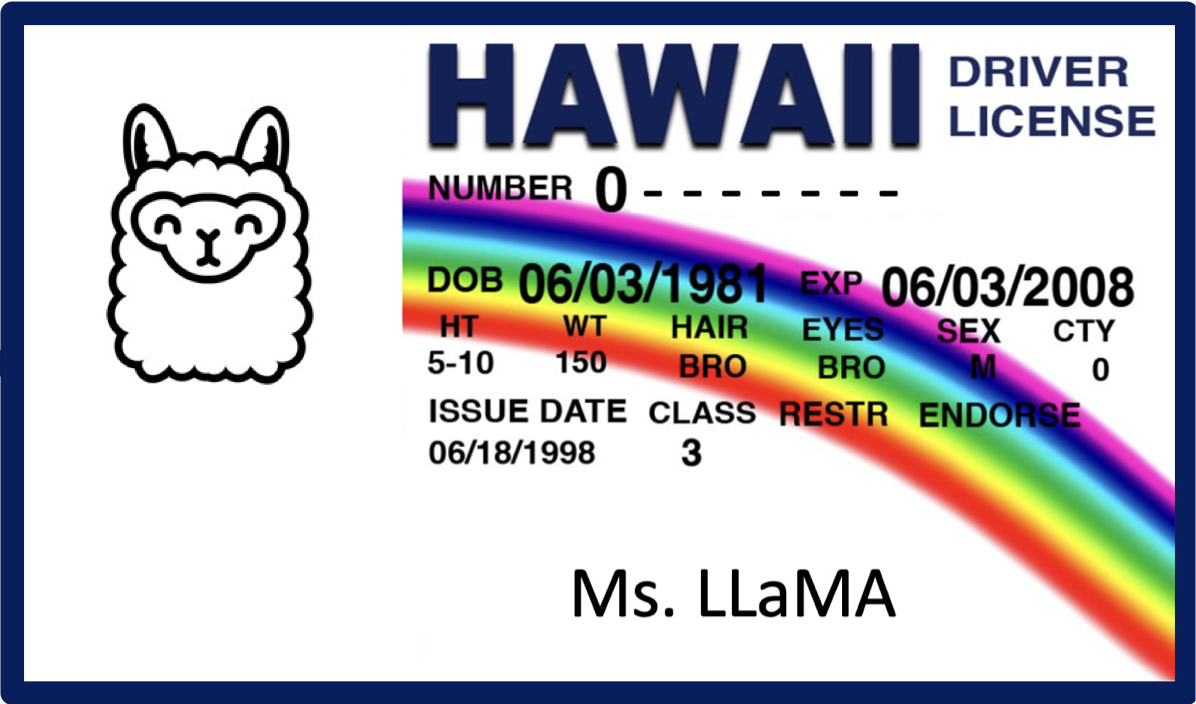 HAWAII DRIVER LICENSE
NUMBER 0 - - - - - - -
DOB 06/03/1981 EXP 06/03/2008
HT WT HAIR EYES SEX CTY
5-10 150 BRO BRO M 0
ISSUE DATE CLASS RESTR ENDORSE
06/18/1998 3
Ms. LLaMA